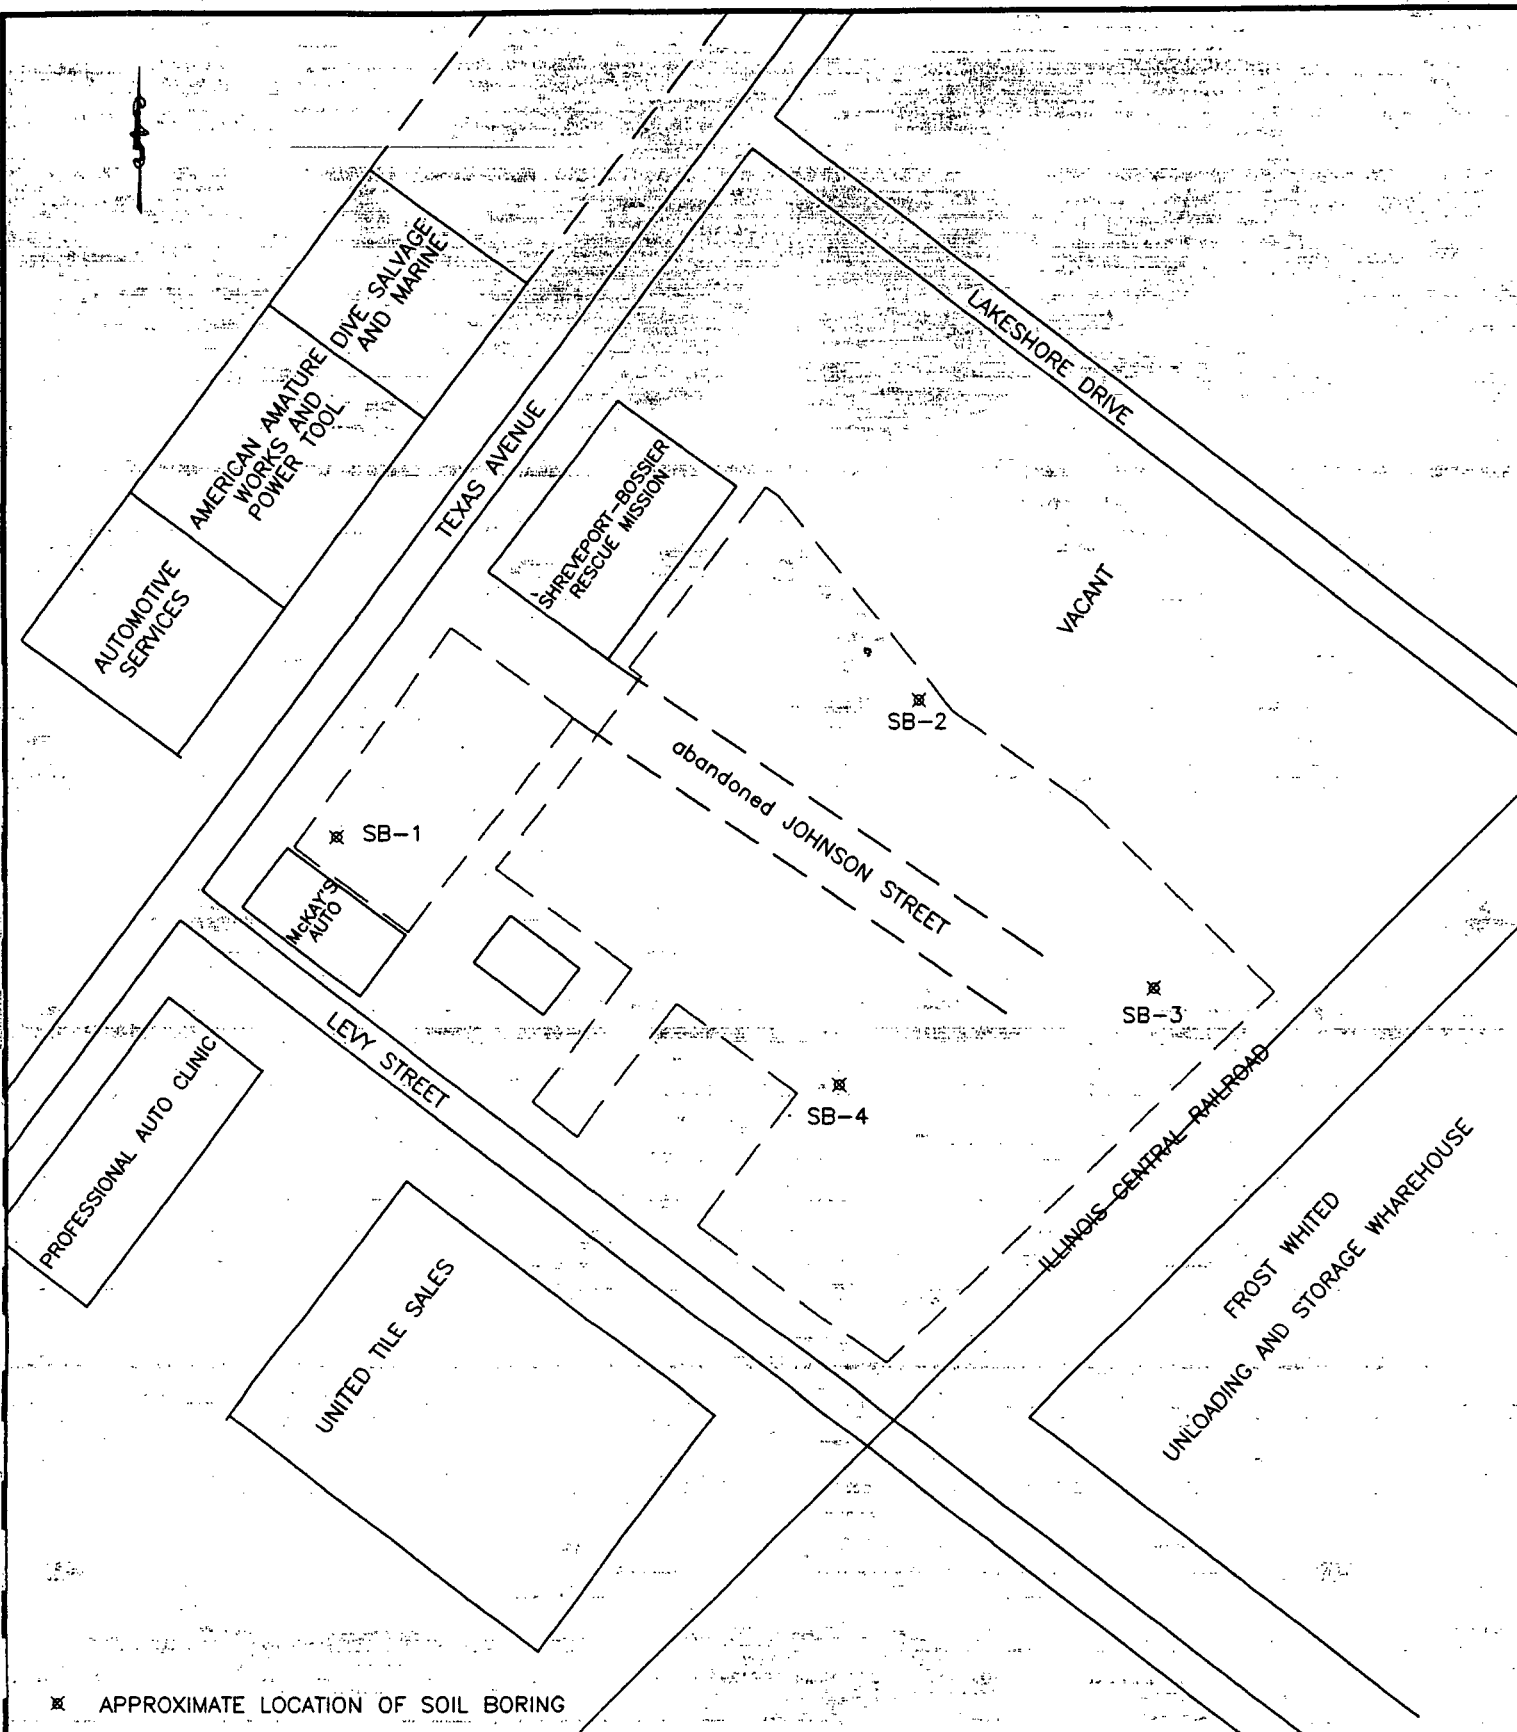 DIVE SALVAGE
AND MARINE
LAKESHORE DRIVE
AMERICAN AMATURE
WORKS AND
POWER TOOL
TEXAS AVENUE
SHREVEPORT-BOSSIER
RESCUE MISSION
AUTOMOTIVE
SERVICES
VACANT
SB-2
abandoned JOHNSON STREET
SB-1
McKAY'S
AUTO
SB-3
LEVY STREET
PROFESSIONAL AUTO CLINIC
SB-4
ILLINOIS CENTRAL RAILROAD
FROST WHITED
UNLOADING AND STORAGE WHAREHOUSE
UNITED TILE SALES
APPROXIMATE LOCATION OF SOIL BORING